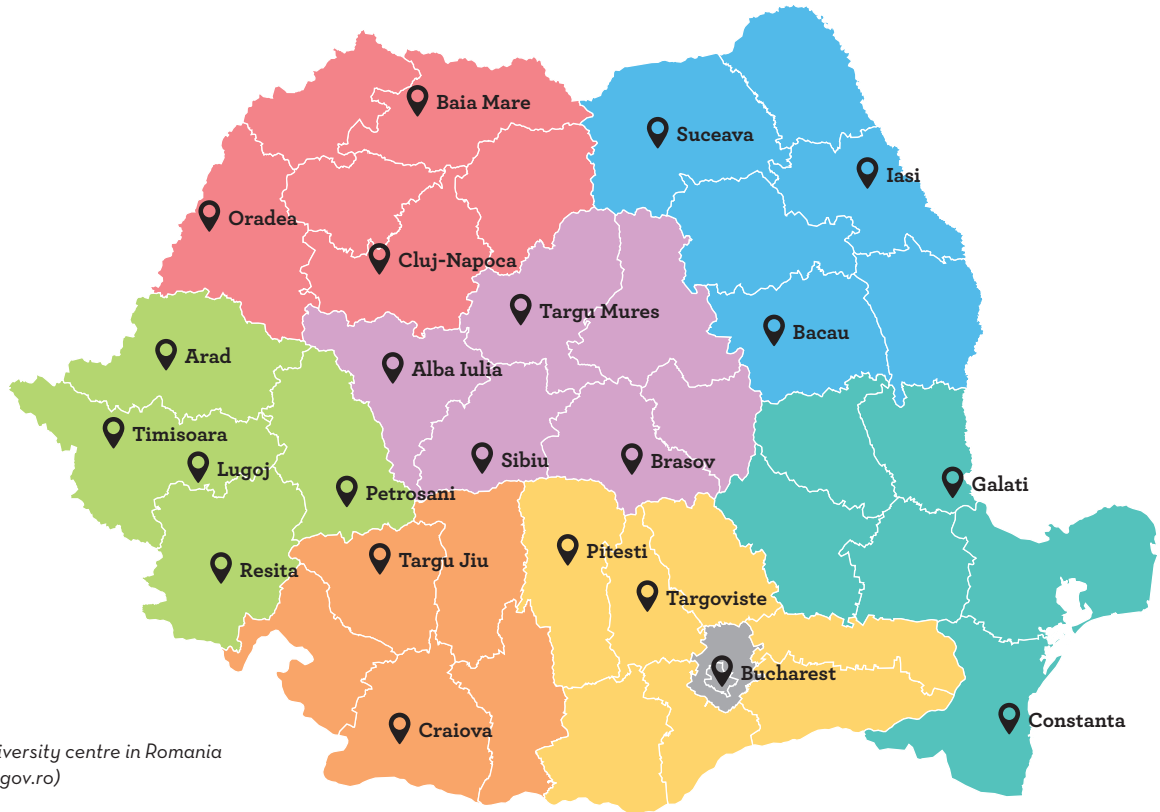 Baia Mare
Suceava
Iasi
Oradea
Cluj-Napoca
Targu Mures
Bacau
Arad
Alba Iulia
Timisoara
Lugoj
Sibiu
Brasov
Galati
Petrosani
Pitesti
Targu Jiu
Resita
Targoviste
Bucharest
Constanta
Craiova
iversity centre in Romania
gov.ro)